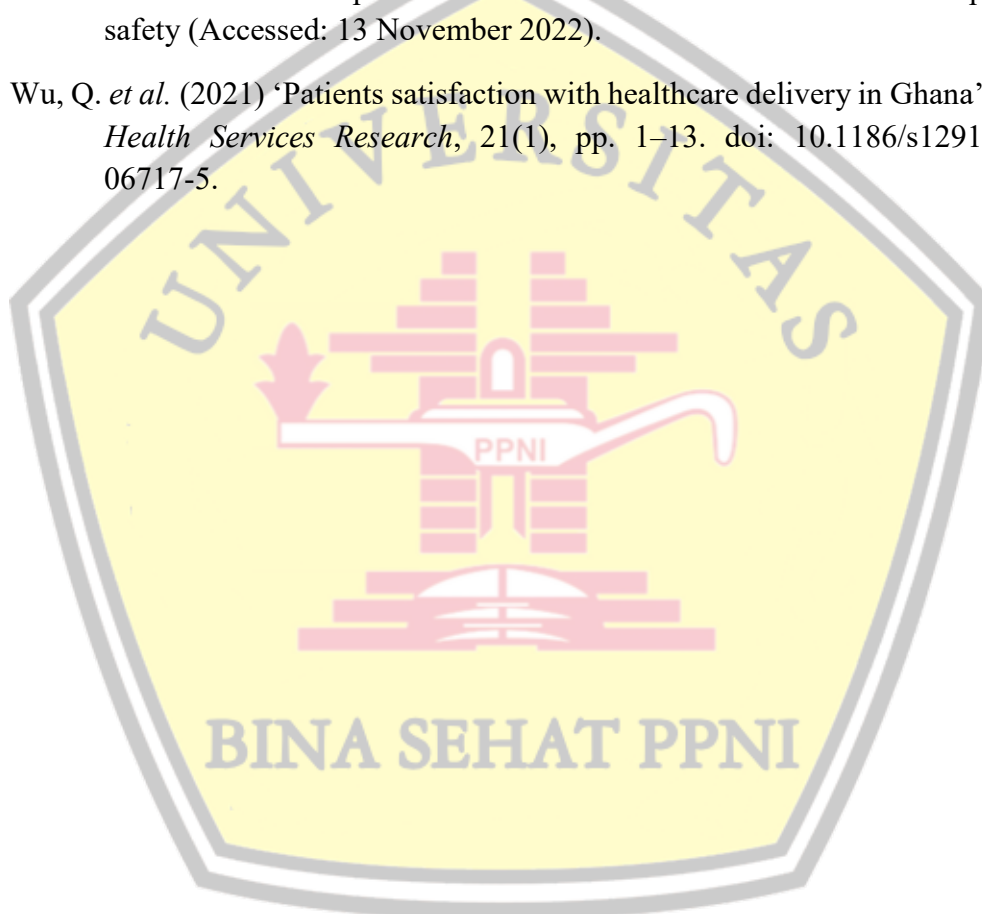 safety (Accessed: 13 November 2022).
Wu, Q. et al. (2021) ‘Patients satisfaction with healthcare delivery in Ghana’
Health Services Research, 21(1), pp. 1–13. doi: 10.1186/s1291
06717-5.
UNIVERSITAS
PPNI
BINA SEHAT PPNI